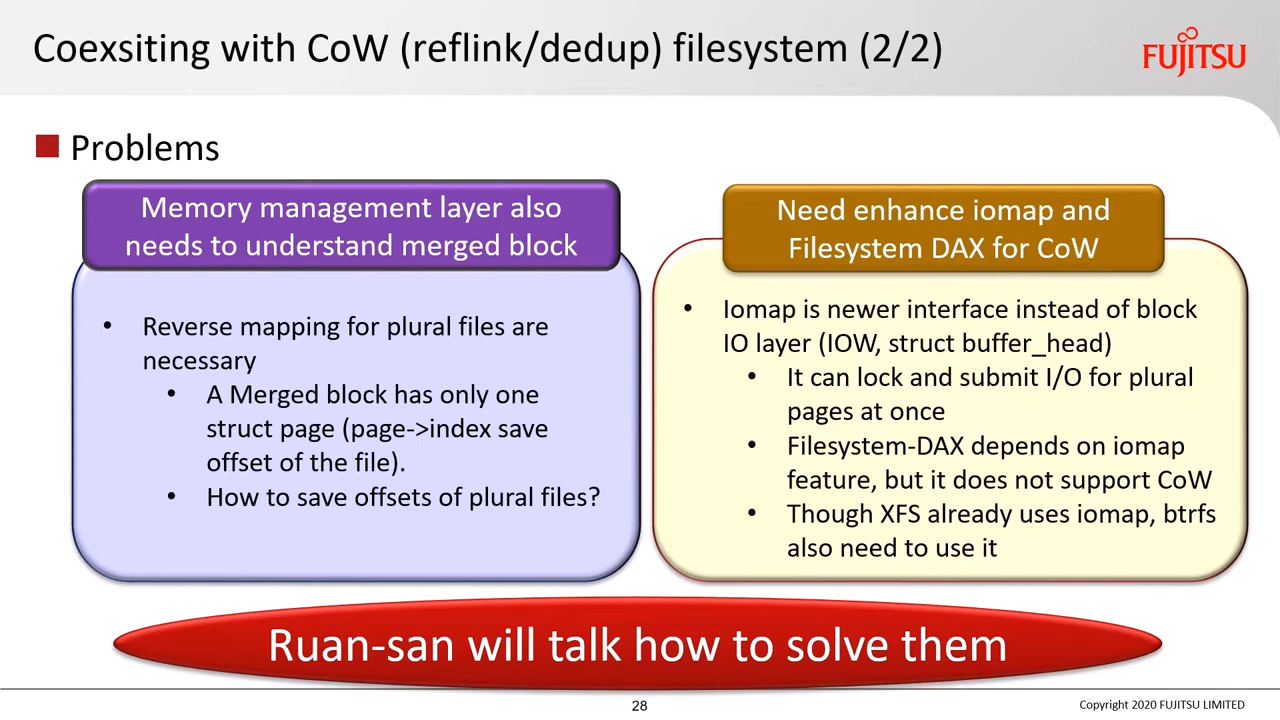 Coexsiting with CoW (reflink/dedup) filesystem (2/2)
FUJITSU
Problems
Memory management layer also
needs to understand merged block
• Reverse mapping for plural files are
necessary
• A Merged block has only one
struct page (page->index save
offset of the file).
• How to save offsets of plural files?
Need enhance iomap and
Filesystem DAX for CoW
• Iomap is newer interface instead of block
IO layer (IOW, struct buffer_head)
• It can lock and submit I/O for plural
pages at once
• Filesystem-DAX depends on iomap
feature, but it does not support CoW
• Though XFS already uses iomap, btrfs
also need to use it
Ruan-san will talk how to solve them
28
Copyright 2020 FUJITSU LIMITED